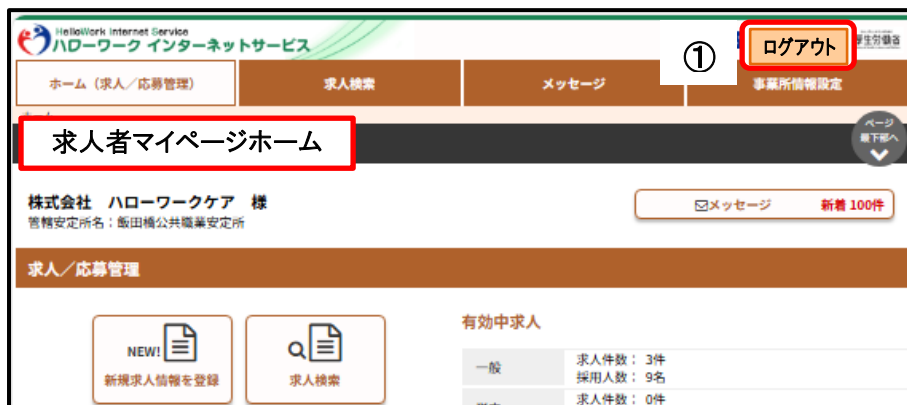 HelloWork Internet Service
ハローワーク インターネットサービス
① ログアウト
ホーム（求人／応募管理） 求人検索 メッセージ 事業所情報設定
求人者マイページホーム
ページ
最下部へ
株式会社 ハローワークケア 様
管轄安定所名：飯田橋公共職業安定所
メッセージ 新着 100件
求人／応募管理
NEW!
新規求人情報を登録
求人検索
有効中求人
一般
求人件数： 3件
採用人数： 9名
求人件数： 0件